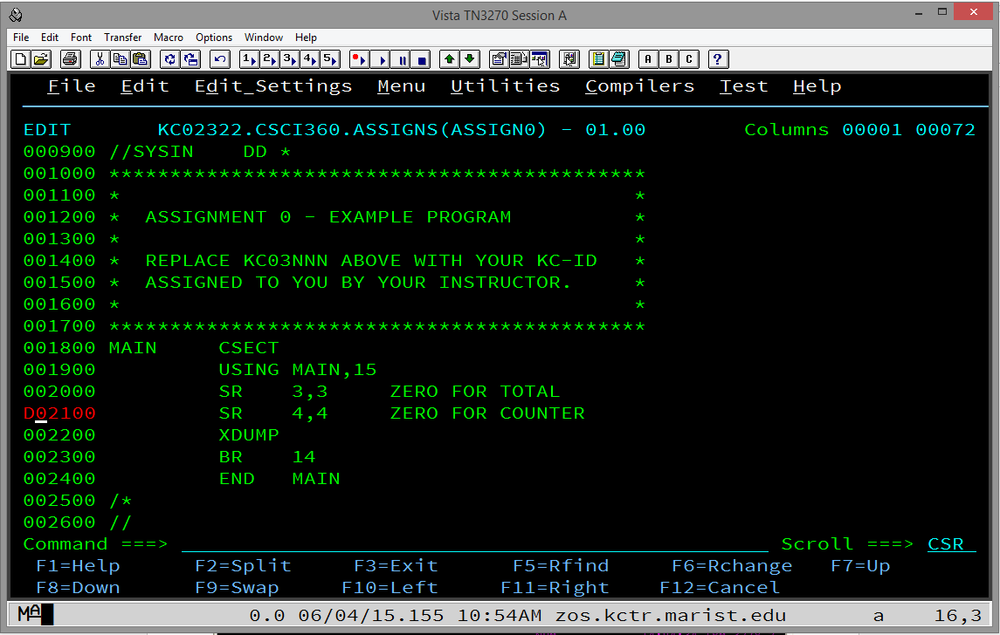 Vista TN3270 Session A
File Edit Font Transfer Macro Options Window Help
1 2 3 4 5 A B C ?
File Edit Edit_Settings Menu Utilities Compilers Test Help
EDIT KC02322.CSCI360.ASSIGNS(ASSIGN0) - 01.00 Columns 00001 00072
000900 //SYSIN DD *
001000 ********************************************
001100 * *
001200 * ASSIGNMENT 0 - EXAMPLE PROGRAM *
001300 * *
001400 * REPLACE KC03NNN ABOVE WITH YOUR KC-ID *
001500 * ASSIGNED TO YOU BY YOUR INSTRUCTOR. *
001600 * *
001700 ********************************************
001800 MAIN CSECT
001900 USING MAIN,15
002000 SR 3,3 ZERO FOR TOTAL
D02100 SR 4,4 ZERO FOR COUNTER
002200 XDUMP
002300 BR 14
002400 END MAIN
002500 /*
002600 //
Command ===> Scroll ===> CSR
F1=Help F2=Split F3=Exit F5=Rfind F6=Rchange F7=Up
F8=Down F9=Swap F10=Left F11=Right F12=Cancel
MA 0.0 06/04/15.155 10:54AM zos.kctr.marist.edu a 16,3